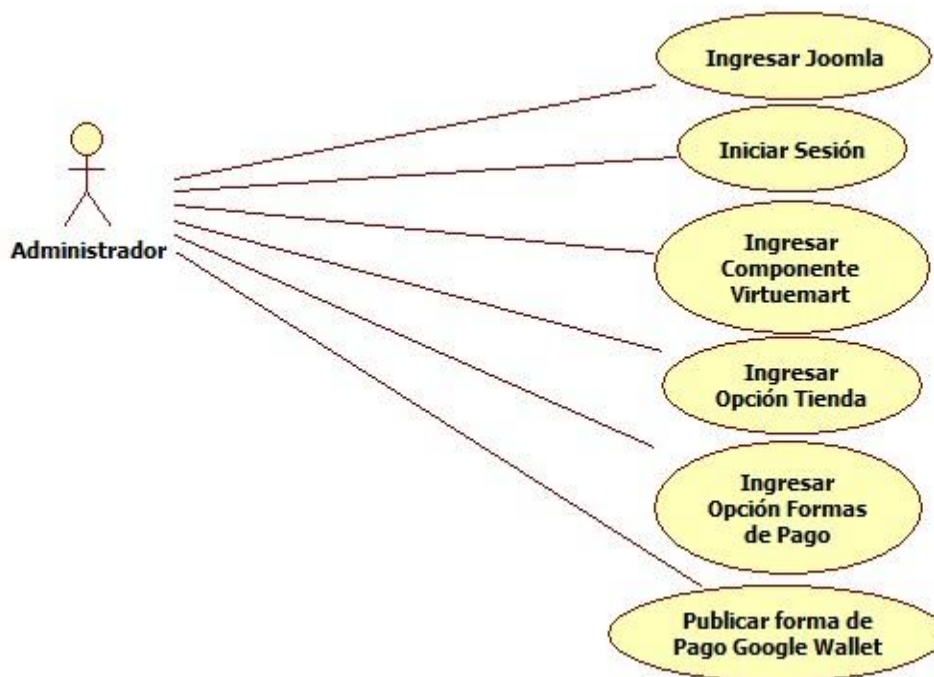 Ingresar Joomla
Iniciar Sesión
Administrador
Ingresar
Componente
Virtuemart
Ingresar
Opción Tienda
Ingresar
Opción Formas
de Pago
Publicar forma de
Pago Google Wallet